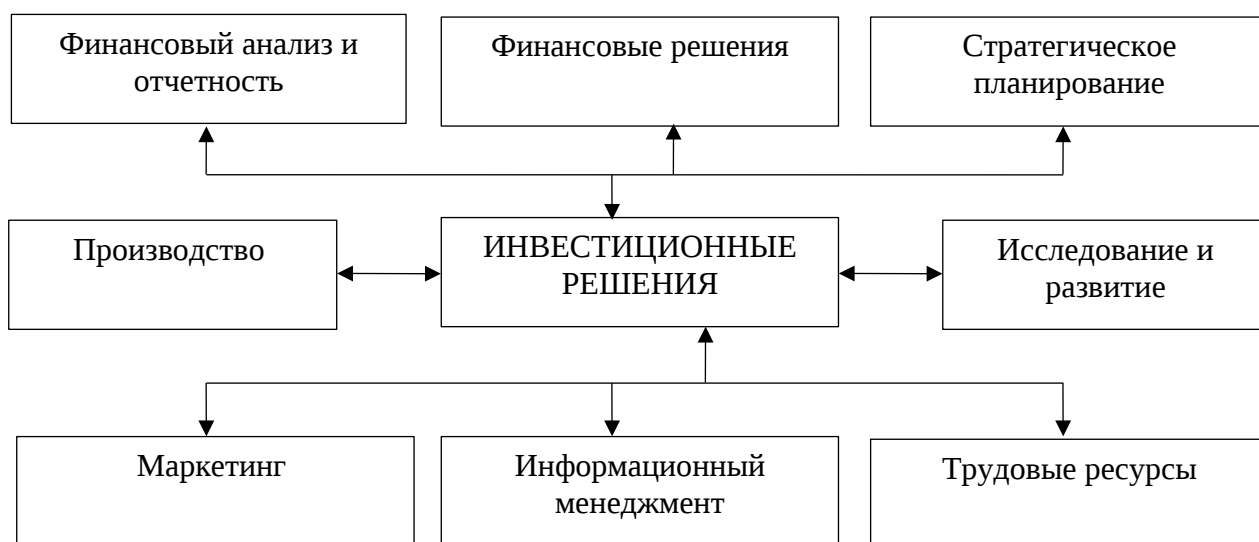 Финансовый анализ и
отчетность
Финансовые решения
Стратегическое
планирование
Производство
ИНВЕСТИЦИОННЫЕ
РЕШЕНИЯ
Исследование и
развитие
Маркетинг
Информационный
менеджмент
Трудовые ресурсы